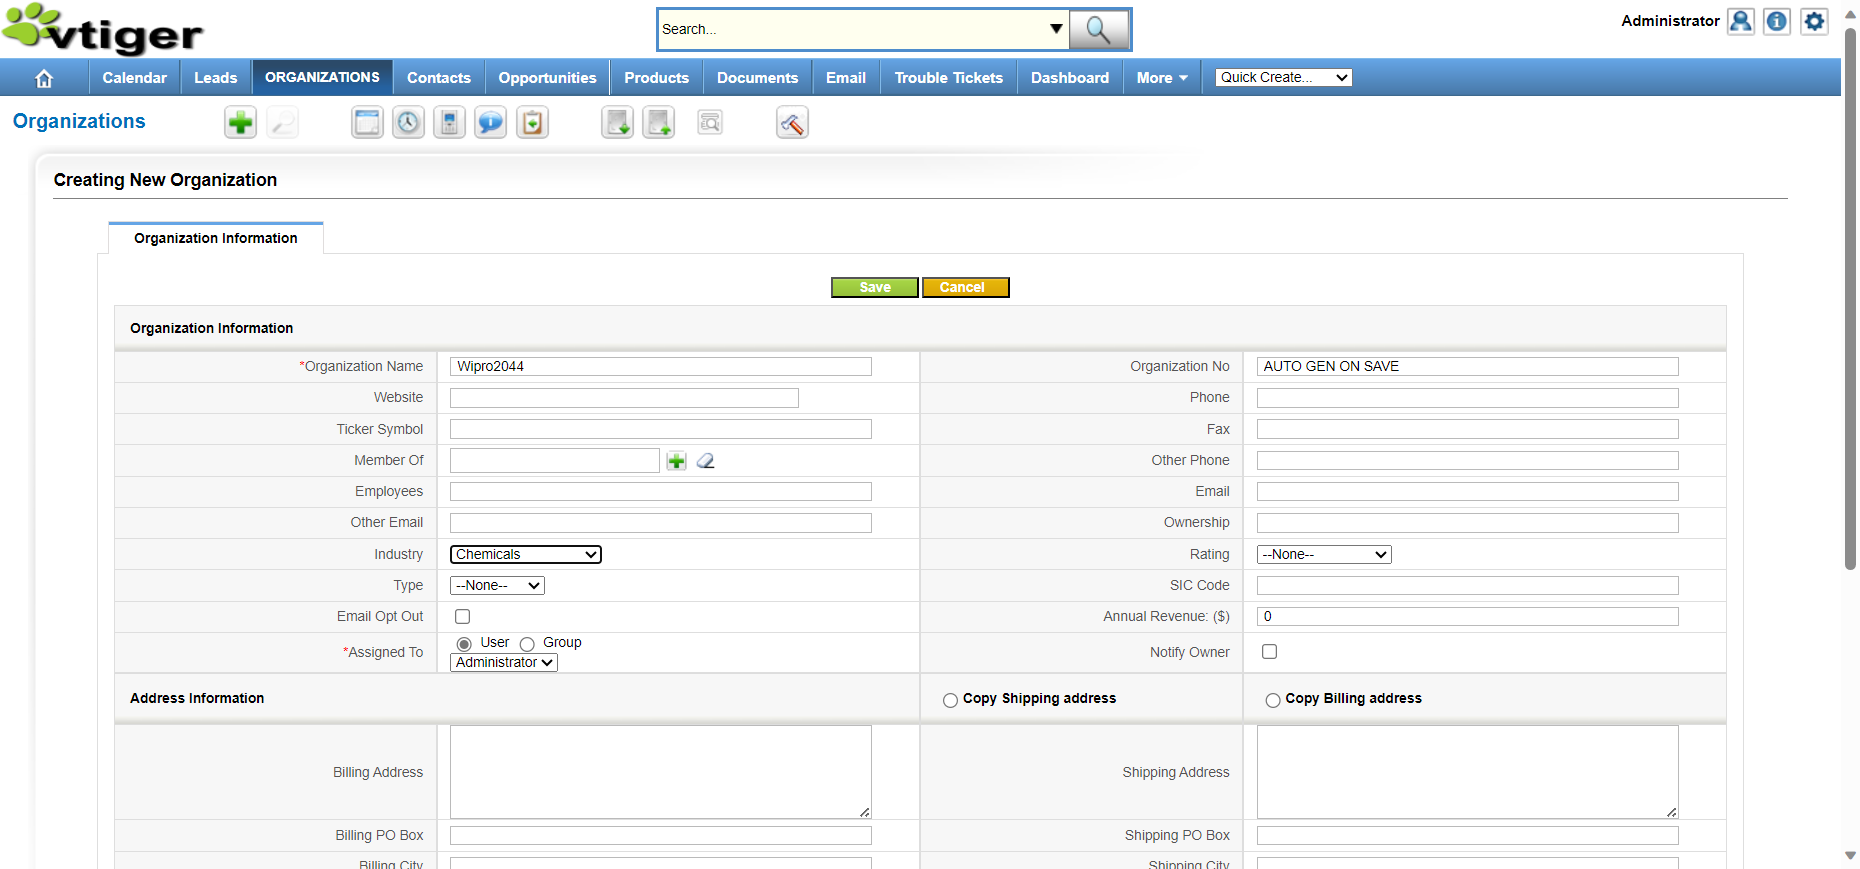 vtiger
Search...
Administrator
Calendar Leads ORGANIZATIONS Contacts Opportunities Products Documents Email Trouble Tickets Dashboard More Quick Create...
Organizations
Creating New Organization
Organization Information
Save Cancel
Organization Information
*Organization Name Wipro2044 Organization No AUTO GEN ON SAVE
Website Phone
Ticker Symbol Fax
Member Of Other Phone
Employees Email
Other Email Ownership
Industry Chemicals Rating --None--
Type --None-- SIC Code
Email Opt Out Annual Revenue: ($) 0
*Assigned To User Group Notify Owner
Administrator
Address Information Copy Shipping address Copy Billing address
Billing Address Shipping Address
Billing PO Box Shipping PO Box
Billing City Shipping City